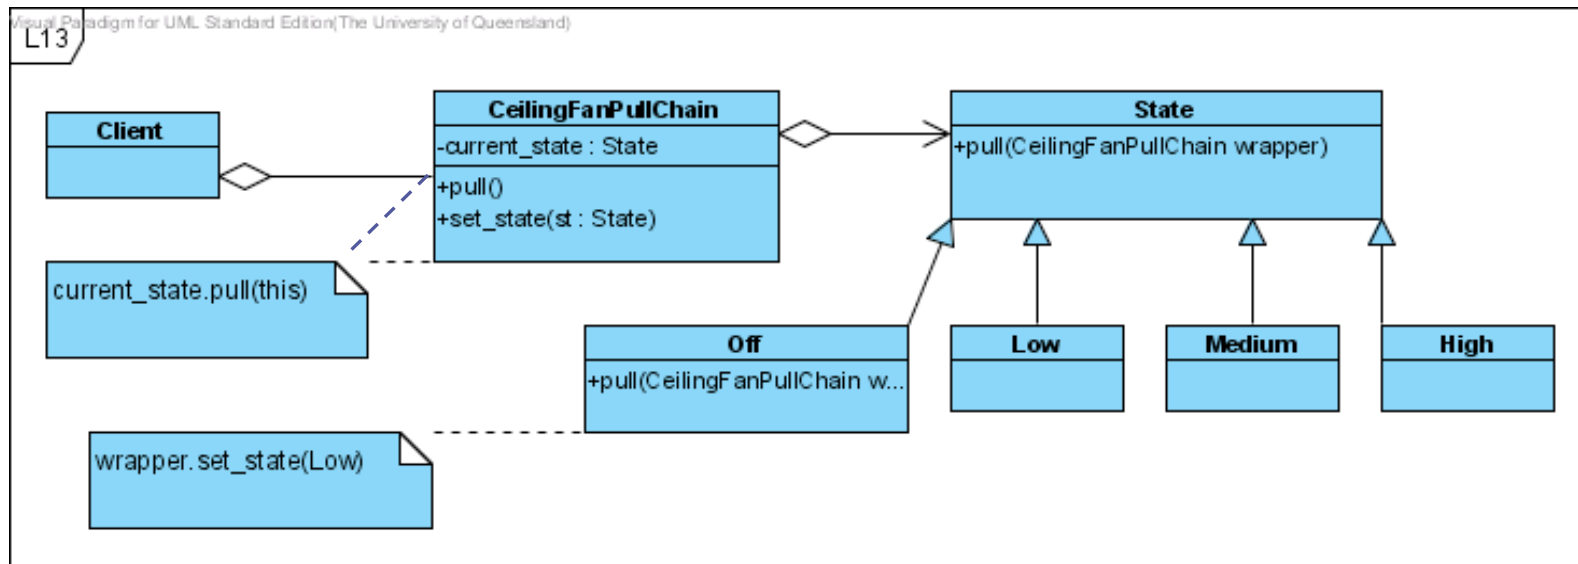 Visual Paradigm for UML Standard Edition(The University of Queensland)
L13
Client
CeilingFanPullChain
-current_state : State
+pull()
+set_state(st : State)
State
+pull(CeilingFanPullChain wrapper)
current_state.pull(this)
Off
+pull(CeilingFanPullChain w...
Low
Medium
High
wrapper.set_state(Low)